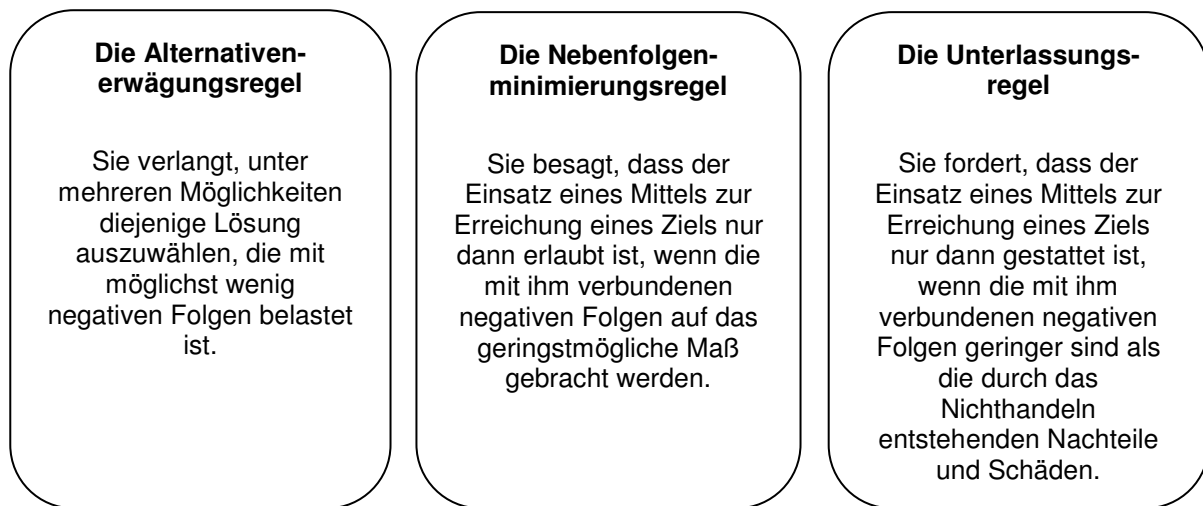 Die Alternativen-
erwägungsregel
Sie verlangt, unter
mehreren Möglichkeiten
diejenige Lösung
auszuwählen, die mit
möglichst wenig
negativen Folgen belastet
ist.
Die Nebenfolgen-
minimierungsregel
Sie besagt, dass der
Einsatz eines Mittels zur
Erreichung eines Ziels nur
dann erlaubt ist, wenn die
mit ihm verbundenen
negativen Folgen auf das
geringstmögliche Maß
gebracht werden.
Die Unterlassungs-
regel
Sie fordert, dass der
Einsatz eines Mittels zur
Erreichung eines Ziels
nur dann gestattet ist,
wenn die mit ihm
verbundenen negativen
Folgen geringer sind als
die durch das
Nichthandeln
entstehenden Nachteile
und Schäden.